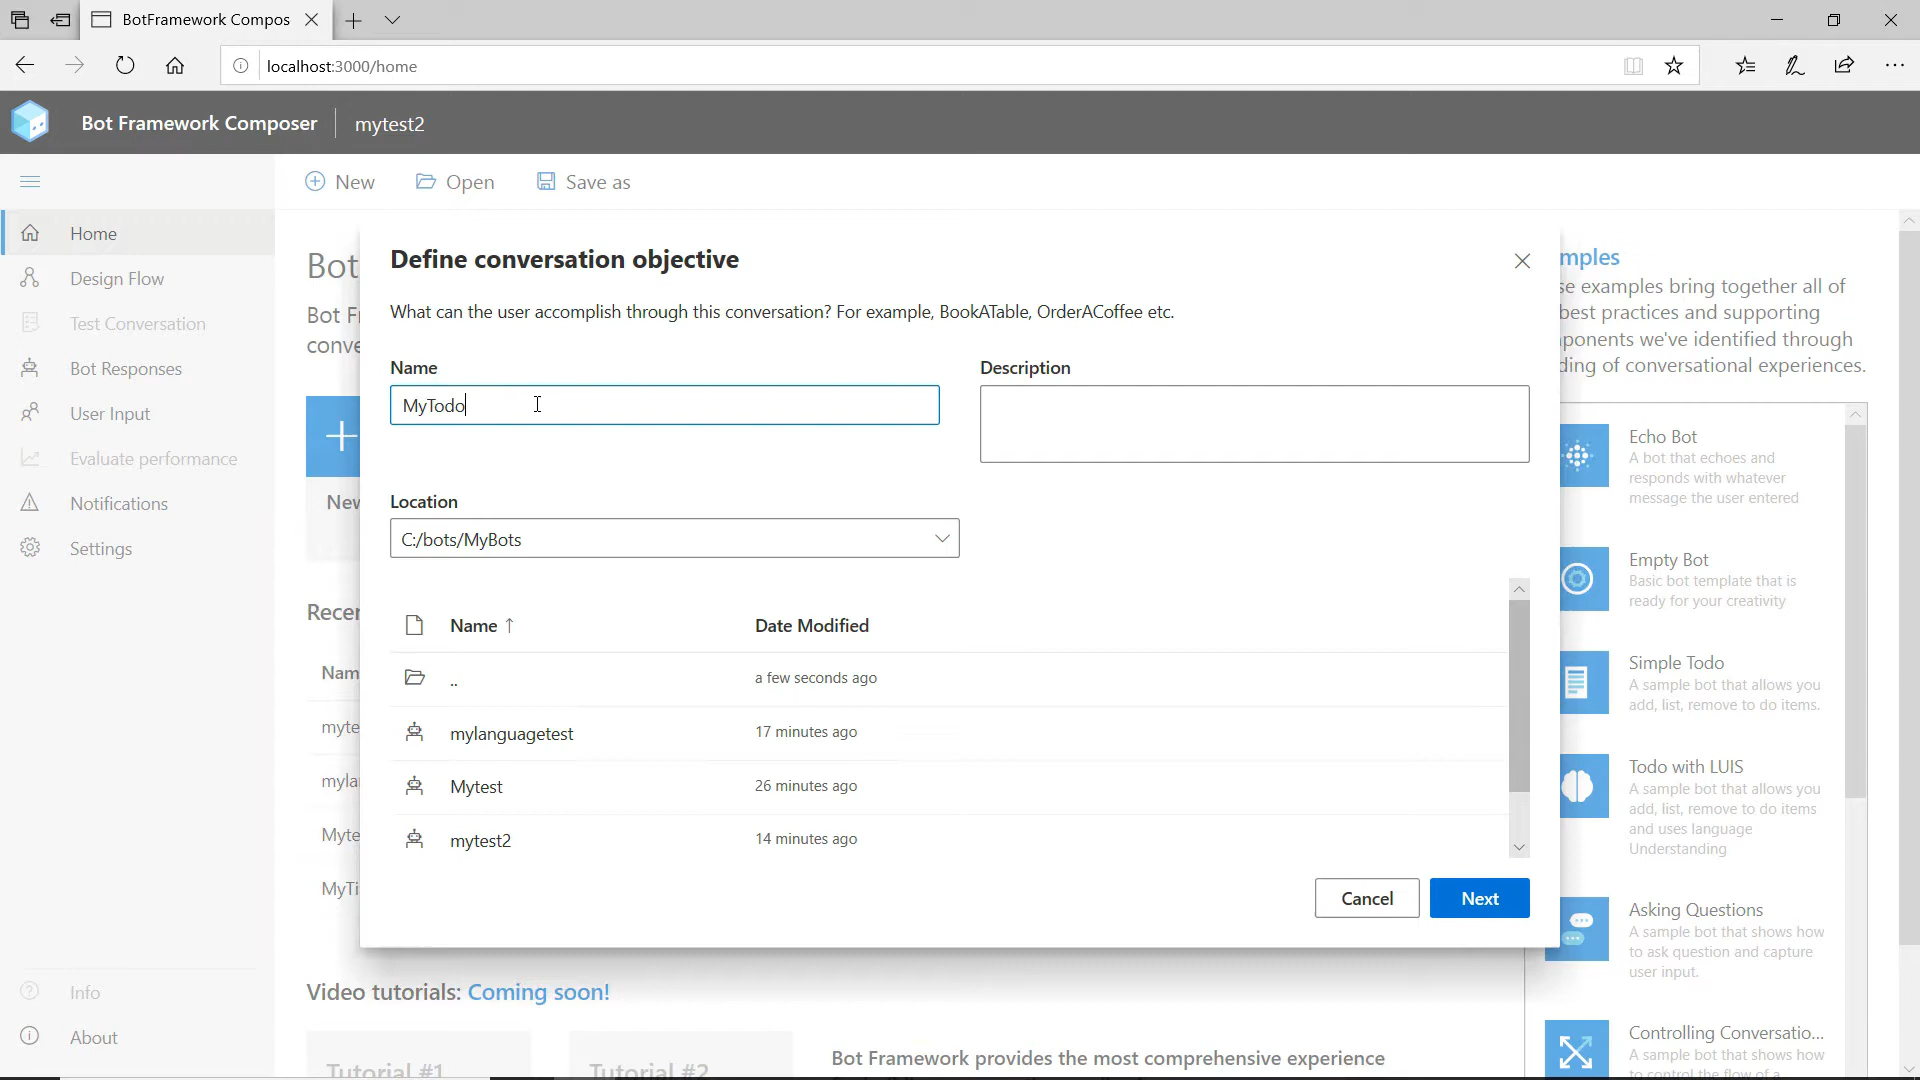 BotFramework Compos
localhost:3000/home
Bot Framework Composer
mytest2
New
Open
Save as
Home
Design Flow
Test Conversation
Bot Responses
User Input
Evaluate performance
Notifications
Settings
Info
About
Bot
Bot F
conve
New
Recer
Nam
myte
myla
Myte
MyTi
Define conversation objective
What can the user accomplish through this conversation? For example, BookATable, OrderACoffee etc.
Name
MyTodo
Description
Location
C:/bots/MyBots
Name ↑
Date Modified
..
a few seconds ago
mylanguagetest
17 minutes ago
Mytest
26 minutes ago
mytest2
14 minutes ago
Cancel
Next
mples
se examples bring together all of
best practices and supporting
ponents we've identified through
ding of conversational experiences.
Echo Bot
A bot that echoes and
responds with whatever
message the user entered
Empty Bot
Basic bot template that is
ready for your creativity
Simple Todo
A sample bot that allows you
add, list, remove to do items.
Todo with LUIS
A sample bot that allows you
add, list, remove to do items
and uses language
Understanding
Asking Questions
A sample bot that shows how
to ask question and capture
user input.
Controlling Conversatio...
A sample bot that shows how
to control the flow of a
Video tutorials: Coming soon!
Tutorial #1
Tutorial #2
Bot Framework provides the most comprehensive experience